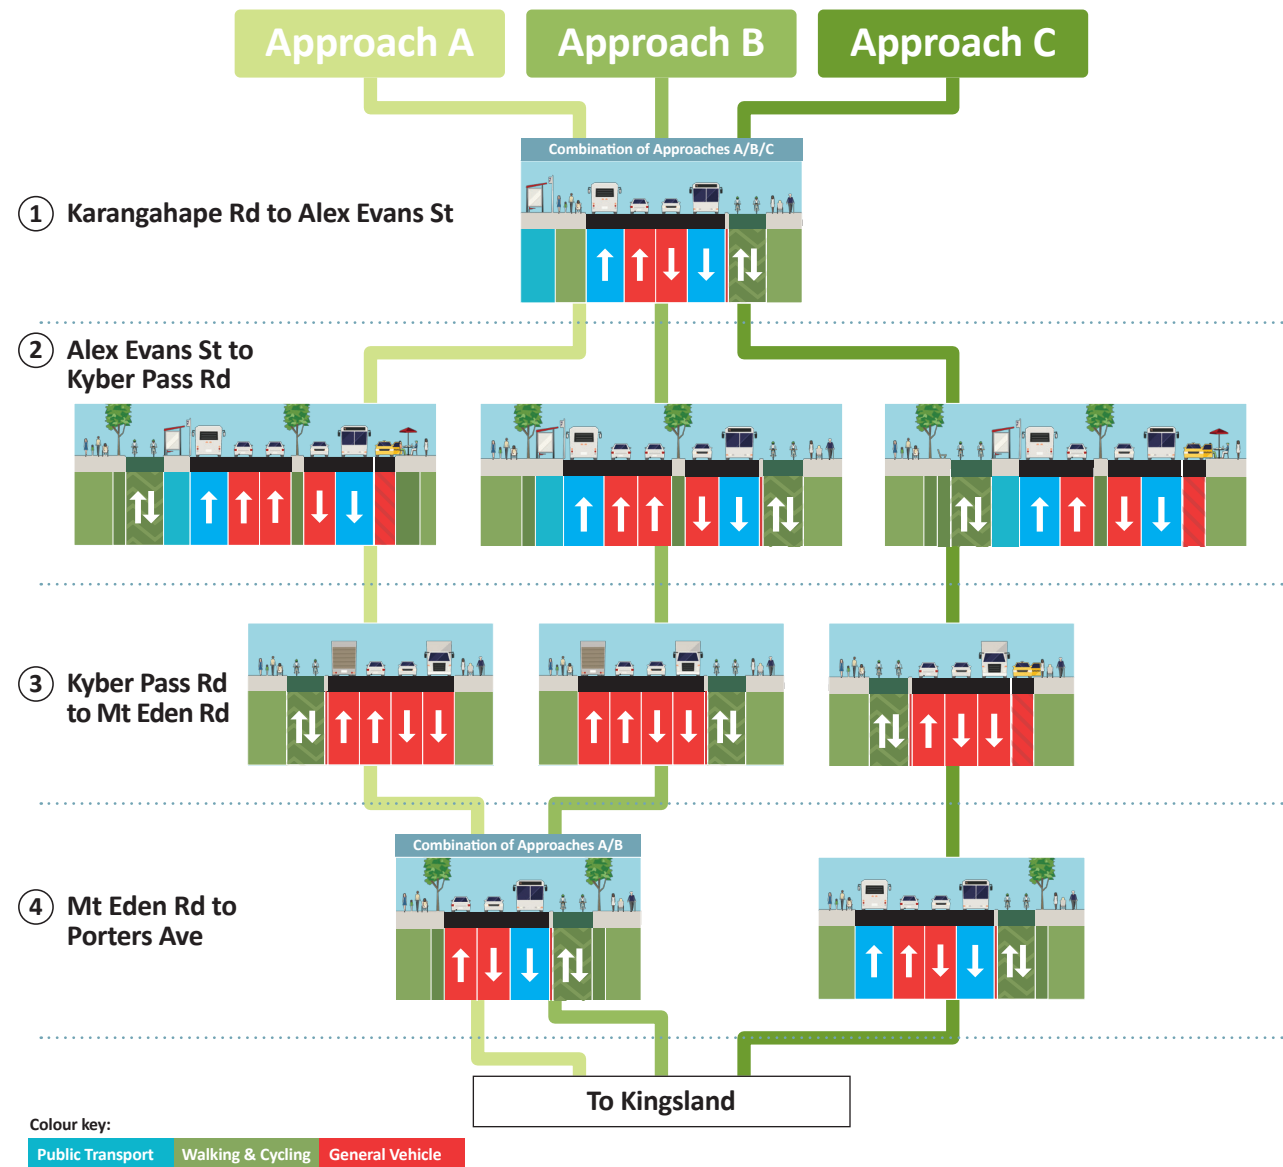 Approach A
Approach B
Approach C
Combination of Approaches A/B/C
1 Karangahape Rd to Alex Evans St
2 Alex Evans St to
Kyber Pass Rd
3 Kyber Pass Rd
to Mt Eden Rd
Combination of Approaches A/B
4 Mt Eden Rd to
Porters Ave
To Kingsland
Colour key:
Public Transport
Walking & Cycling
General Vehicle